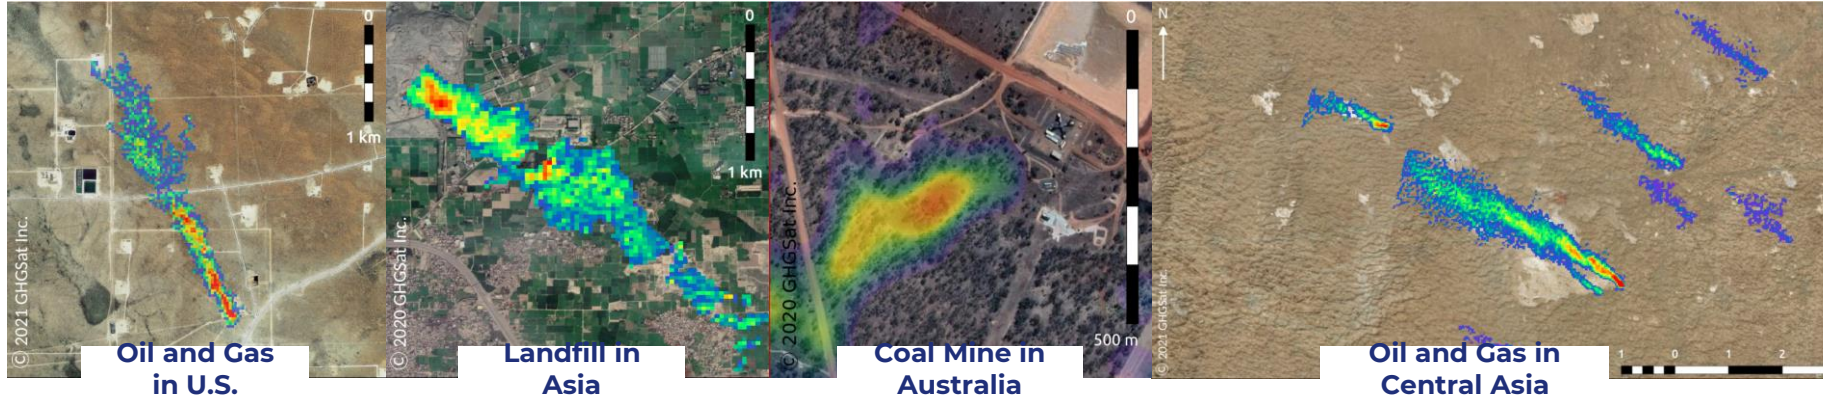 0
1 km
© 2021 GHGSat Inc.
Oil and Gas
in U.S.
0
1 km
© 2020 GHGSat Inc.
Landfill in
Asia
0
500 m
© 2020 GHGSat Inc.
Coal Mine in
Australia
N
© 2021 GHGSat Inc.
1 0 1 2
Oil and Gas in
Central Asia